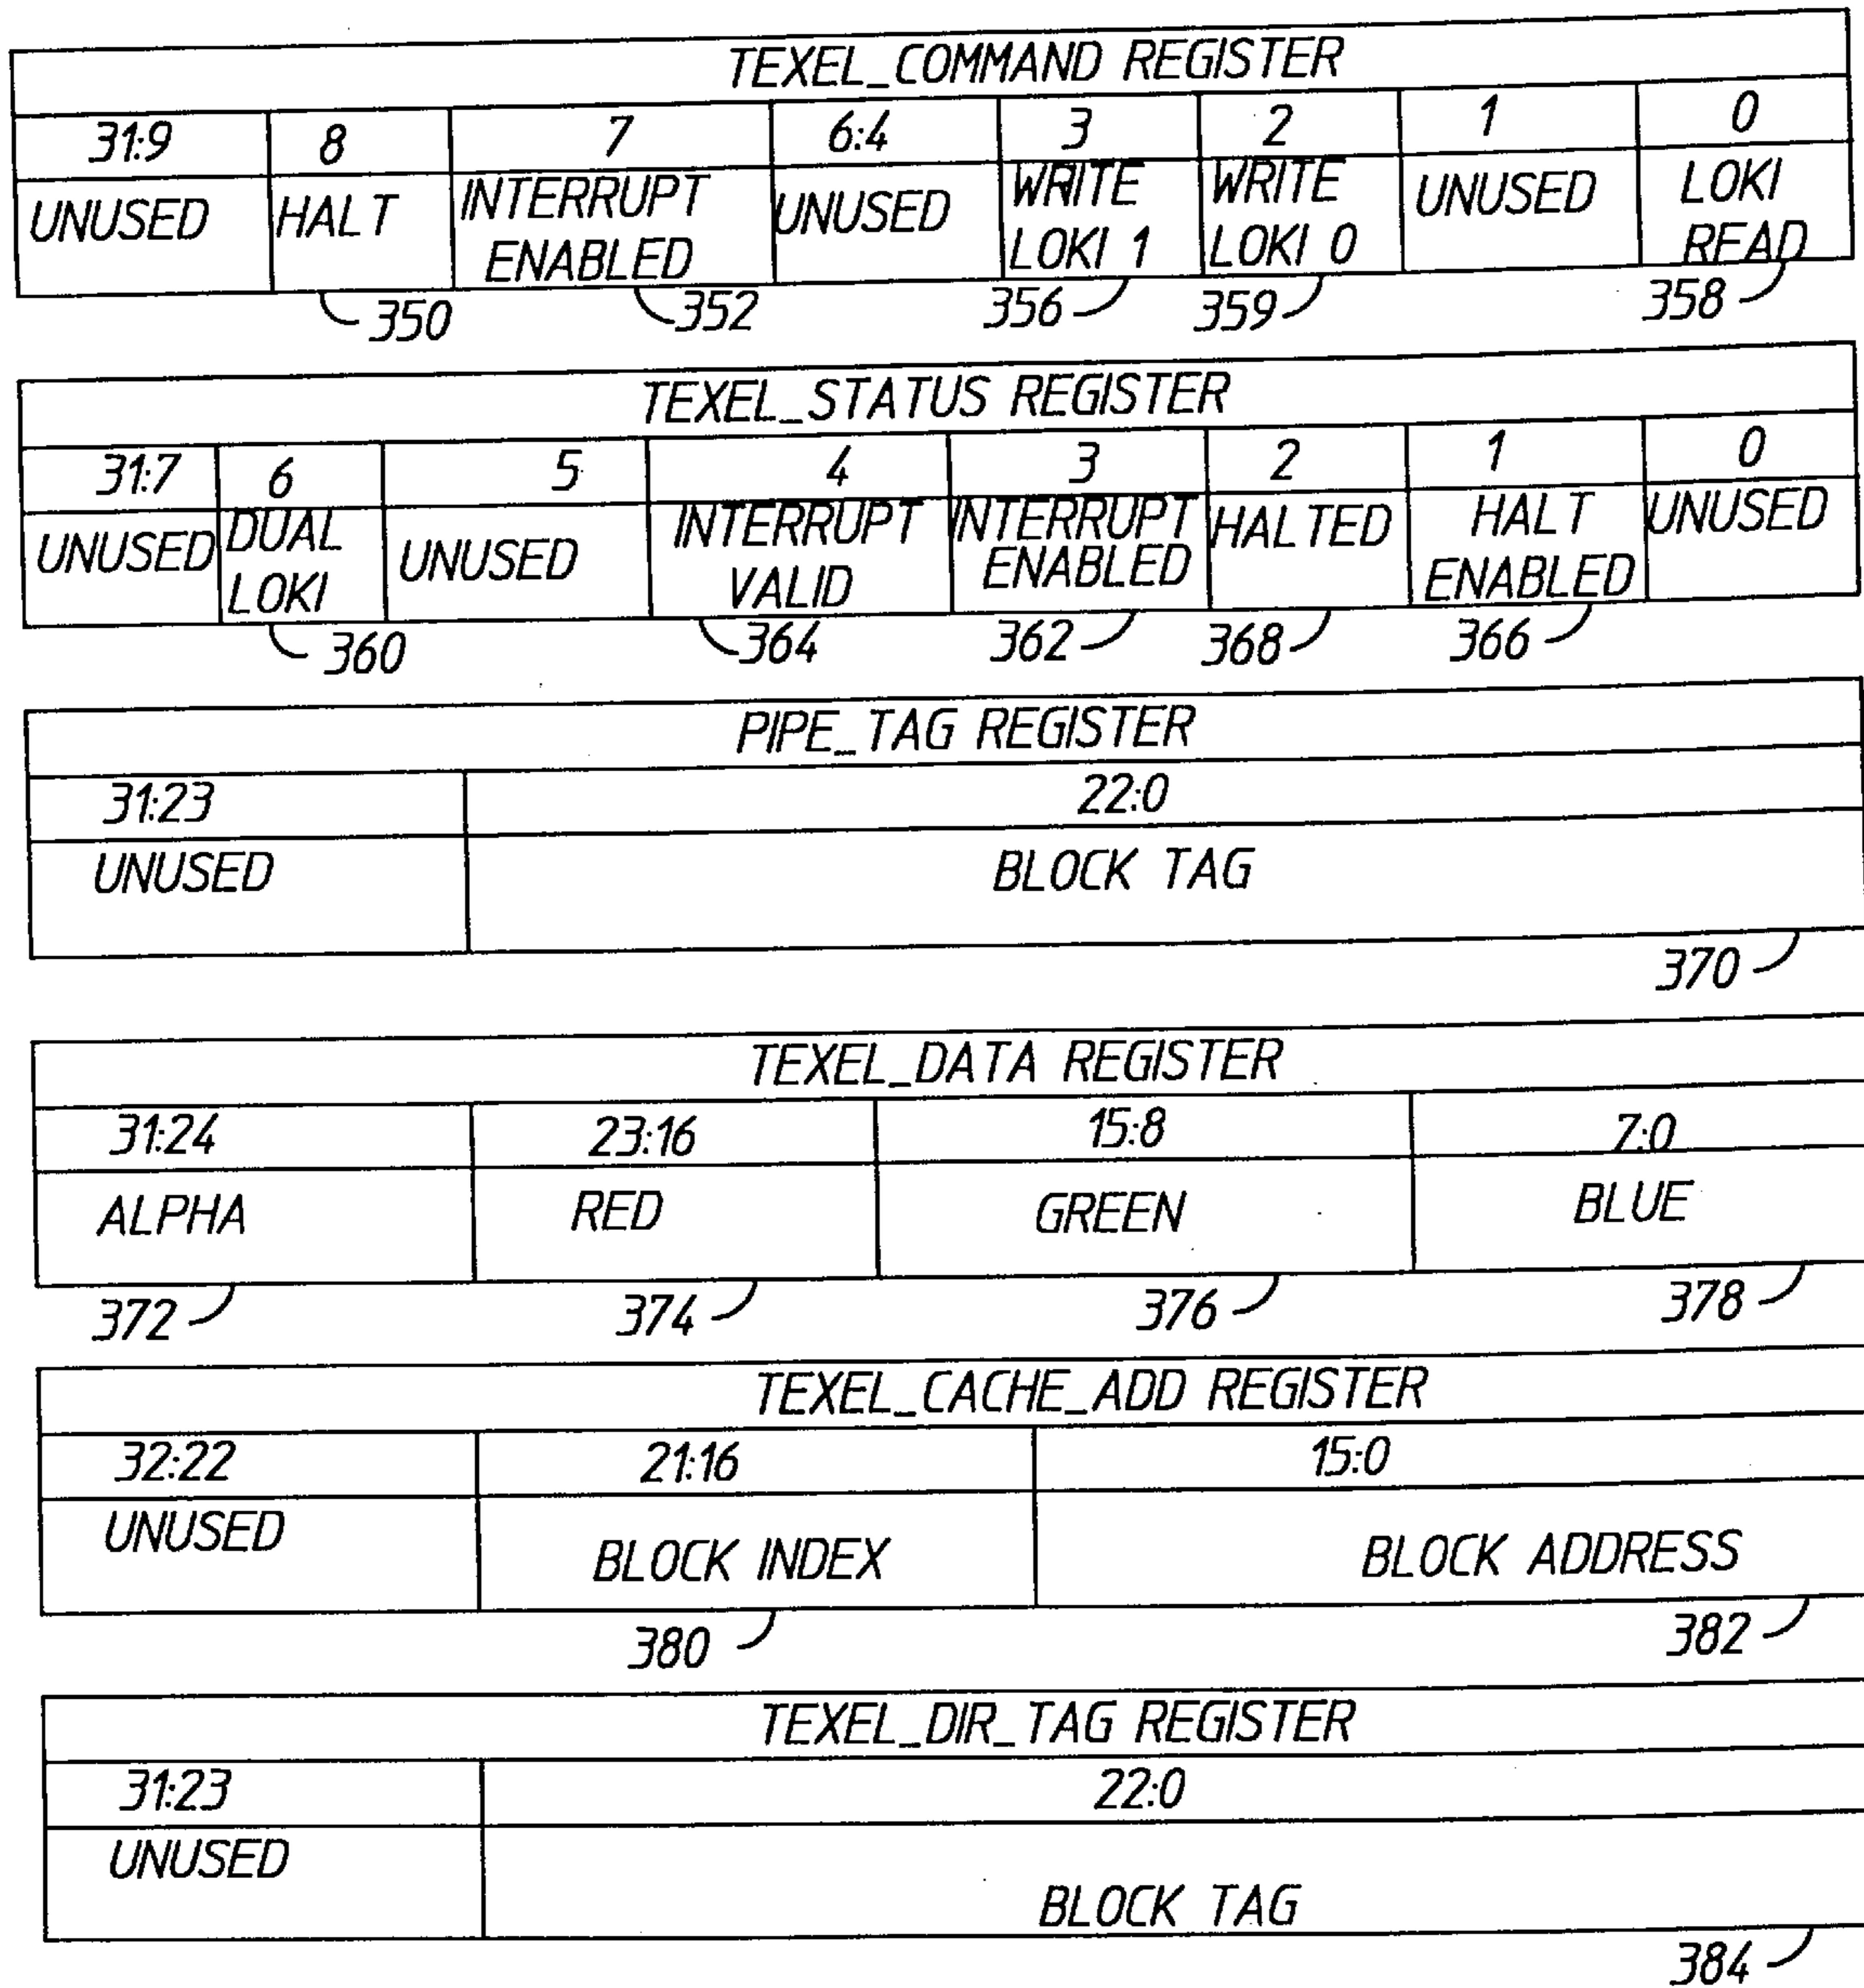 TEXEL_COMMAND REGISTER
31:9 8 7 6:4 3 2 1 0
UNUSED HALT INTERRUPT ENABLED UNUSED WRITE LOKI 1 WRITE LOKI 0 UNUSED LOKI READ
350 352 356 359 358
TEXEL_STATUS REGISTER
31:7 6 5 4 3 2 1 0
UNUSED DUAL LOKI UNUSED INTERRUPT VALID INTERRUPT ENABLED HALTED HALT ENABLED UNUSED
360 364 362 368 366
PIPE_TAG REGISTER
31:23 22:0
UNUSED BLOCK TAG
370
TEXEL_DATA REGISTER
31:24 23:16 15:8 7:0
ALPHA RED GREEN BLUE
372 374 376 378
TEXEL_CACHE_ADD REGISTER
32:22 21:16 15:0
UNUSED BLOCK INDEX BLOCK ADDRESS
380 382
TEXEL_DIR_TAG REGISTER
31:23 22:0
UNUSED BLOCK TAG
384